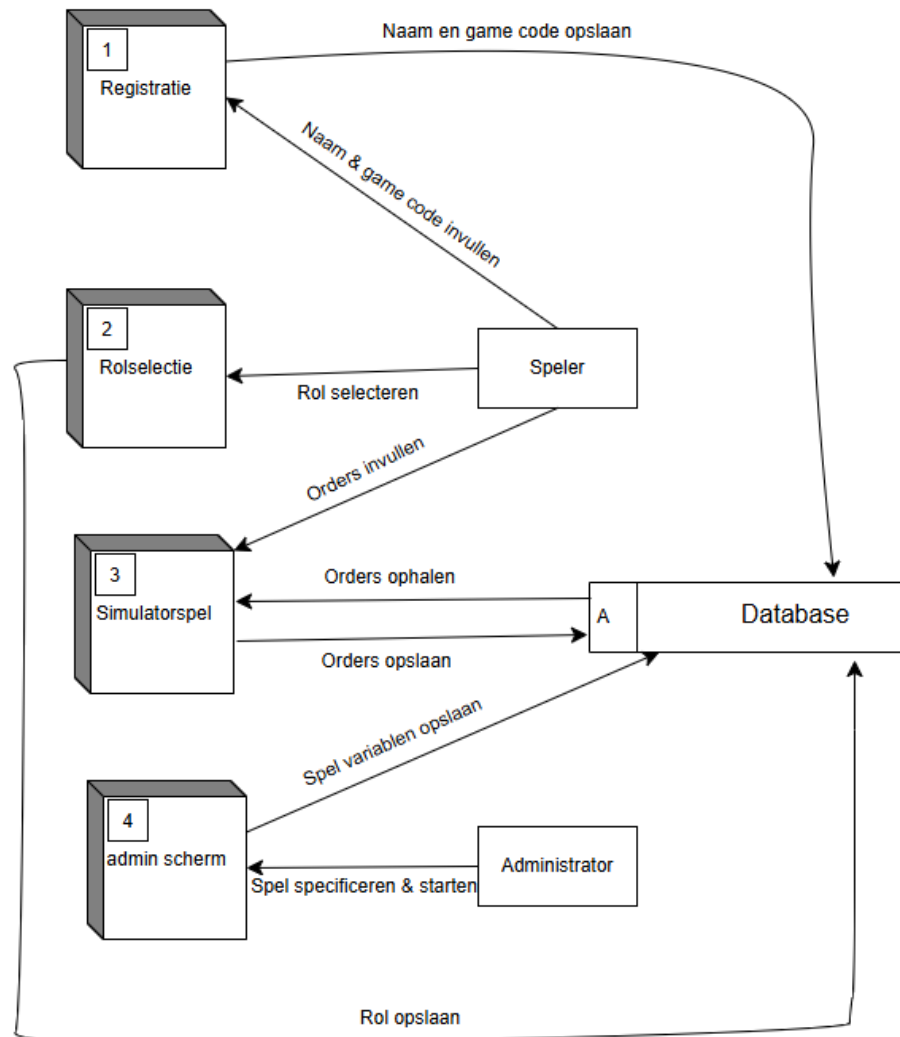 Naam en game code opslaan
1
Registratie
Naam & game code invullen
2
Rolselectie
Speler
Rol selecteren
Orders invullen
3
Simulatorspel
Orders ophalen
A
Database
Orders opslaan
Spel variablen opslaan
4
admin scherm
Administrator
Spel specificeren & starten
Rol opslaan